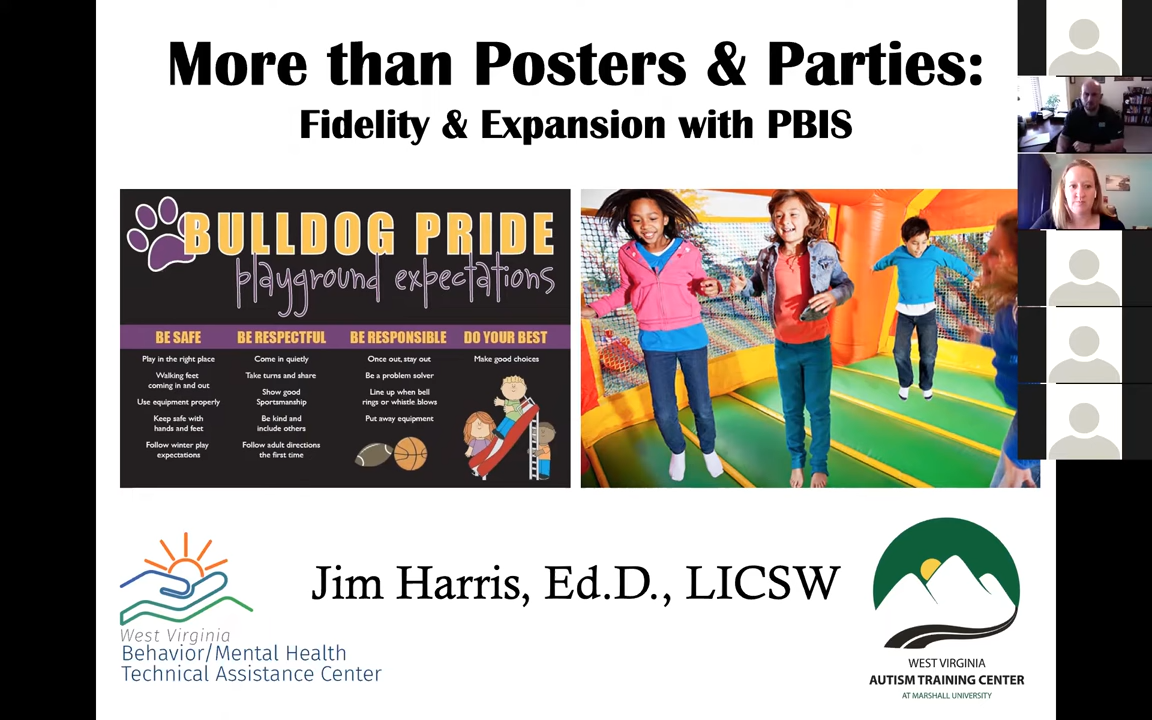 More than Posters & Parties:
Fidelity & Expansion with PBIS
BULLDOG PRIDE
playground expectations
BE SAFE
Play in the right place
Walking feet
coming in and out
Use equipment properly
Keep safe with
hands and feet
Follow winter play
expectations
BE RESPECTFUL
Come in quietly
Take turns and share
Show good
Sportsmanship
Be kind and
include others
Follow adult directions
the first time
BE RESPONSIBLE
Once out, stay out
Be a problem solver
Line up when bell
rings or whistle blows
Put away equipment
DO YOUR BEST
Make good choices
Jim Harris, Ed.D., LICSW
West Virginia
Behavior/Mental Health
Technical Assistance Center
WEST VIRGINIA
AUTISM TRAINING CENTER
AT MARSHALL UNIVERSITY